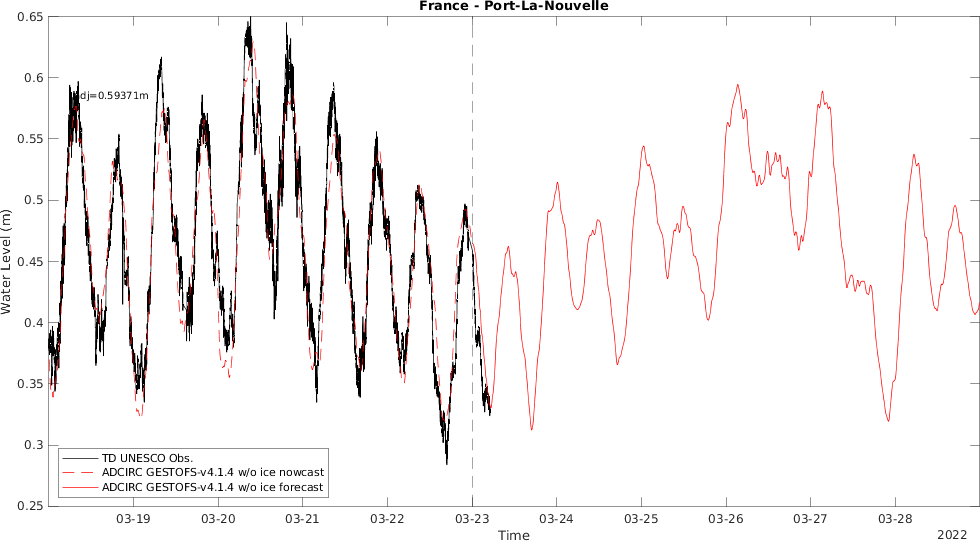 France - Port-La-Nouvelle
0.65
0.6
0.55
0.5
0.45
0.4
0.35
0.3
0.25
Water Level (m)
dj=0.59371m
TD UNESCO Obs.
ADCIRC GESTOFS-v4.1.4 w/o ice nowcast
ADCIRC GESTOFS-v4.1.4 w/o ice forecast
03-19 03-20 03-21 03-22 03-23 03-24 03-25 03-26 03-27 03-28
Time
2022